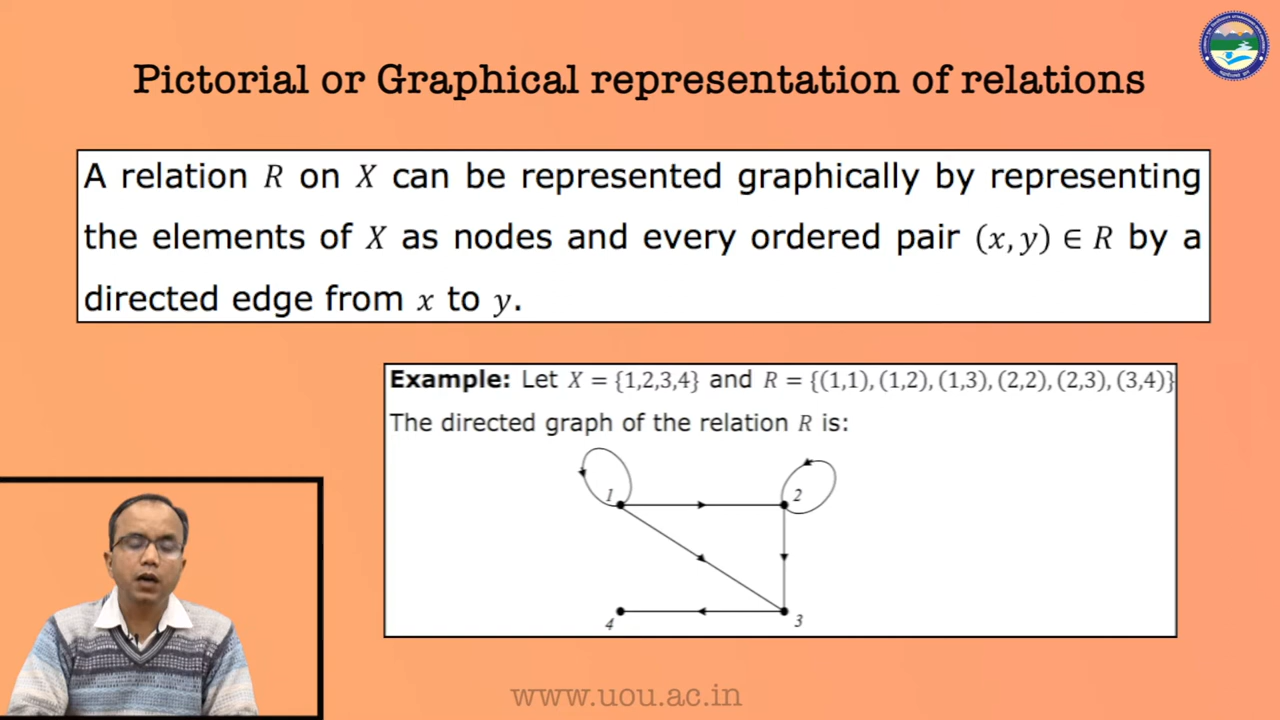 Pictorial or Graphical representation of relations
A relation R on X can be represented graphically by representing
the elements of X as nodes and every ordered pair (x, y) ∈ R by a
directed edge from x to y.
Example: Let X = {1,2,3,4} and R = {(1,1), (1,2), (1,3), (2,2), (2,3), (3,4)}
The directed graph of the relation R is:
1
2
4
3
www.uou.ac.in